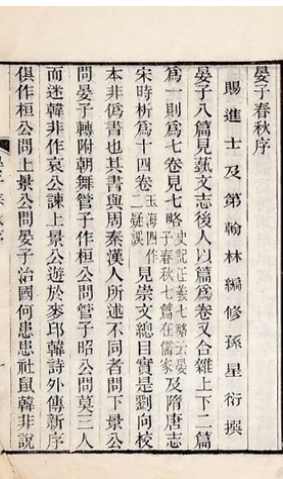 晏子春秋序
賜進士及第翰林編修孫星衍撰
晏子八篇見蓺文志後人以篇爲卷又合雜上下二篇
爲一則爲七卷見七略史記正義七略云晏子春秋七篇在儒家及隋唐志
宋時析爲十四卷玉海四作二疑誤見崇文總目實是劉向校
本非僞書也其書與周秦漢人所述不同者問下景公
問晏子轉附朝舞管子作桓公問管子昭公問莫三人
而迷韓非作哀公諫上景公遊於麥邱韓詩外傳新序
俱作桓公問上景公問晏子治國何患患社鼠韓非說